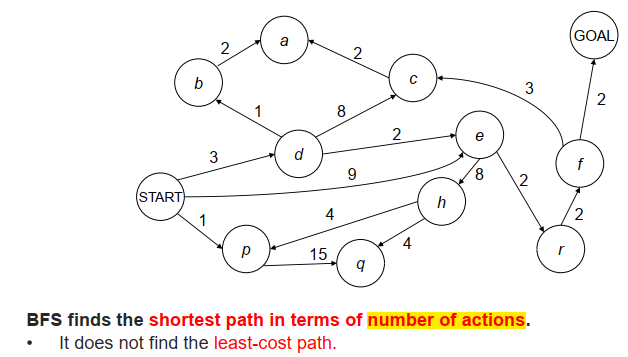 GOAL
a
2
2
c
b
3
2
1
8
2
e
d
f
3
9
8
2
START
h
2
1
4
p
15
4
r
q
BFS finds the shortest path in terms of number of actions.
• It does not find the least-cost path.